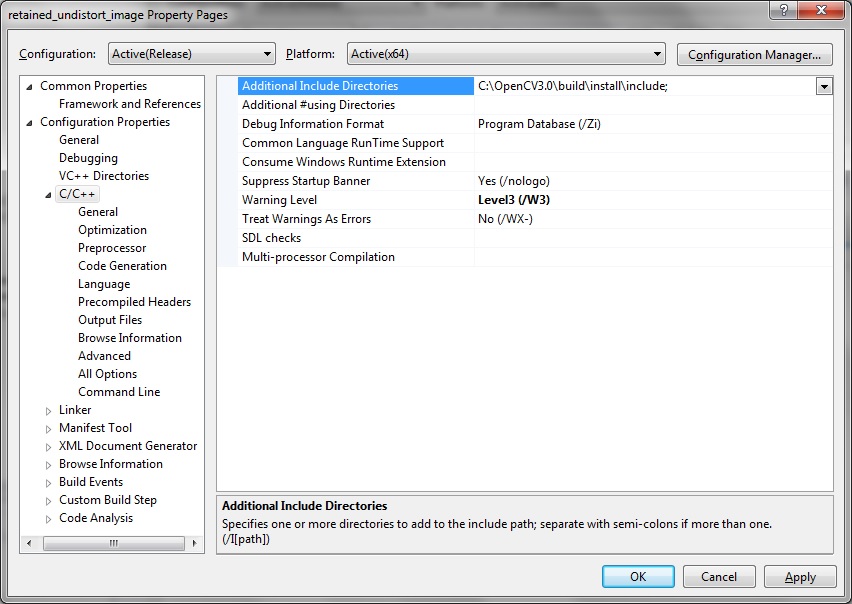 retained_undistort_image Property Pages
Configuration: Active(Release) Platform: Active(x64) Configuration Manager...
Common Properties
Framework and References
Configuration Properties
General
Debugging
VC++ Directories
C/C++
General
Optimization
Preprocessor
Code Generation
Language
Precompiled Headers
Output Files
Browse Information
Advanced
All Options
Command Line
Linker
Manifest Tool
XML Document Generator
Browse Information
Build Events
Custom Build Step
Code Analysis
Additional Include Directories C:\OpenCV3.0\build\install\include;
Additional #using Directories
Debug Information Format Program Database (/Zi)
Common Language RunTime Support
Consume Windows Runtime Extension
Suppress Startup Banner Yes (/nologo)
Warning Level Level3 (/W3)
Treat Warnings As Errors No (/WX-)
SDL checks
Multi-processor Compilation
Additional Include Directories
Specifies one or more directories to add to the include path; separate with semi-colons if more than one.
(/I[path])
OK Cancel Apply